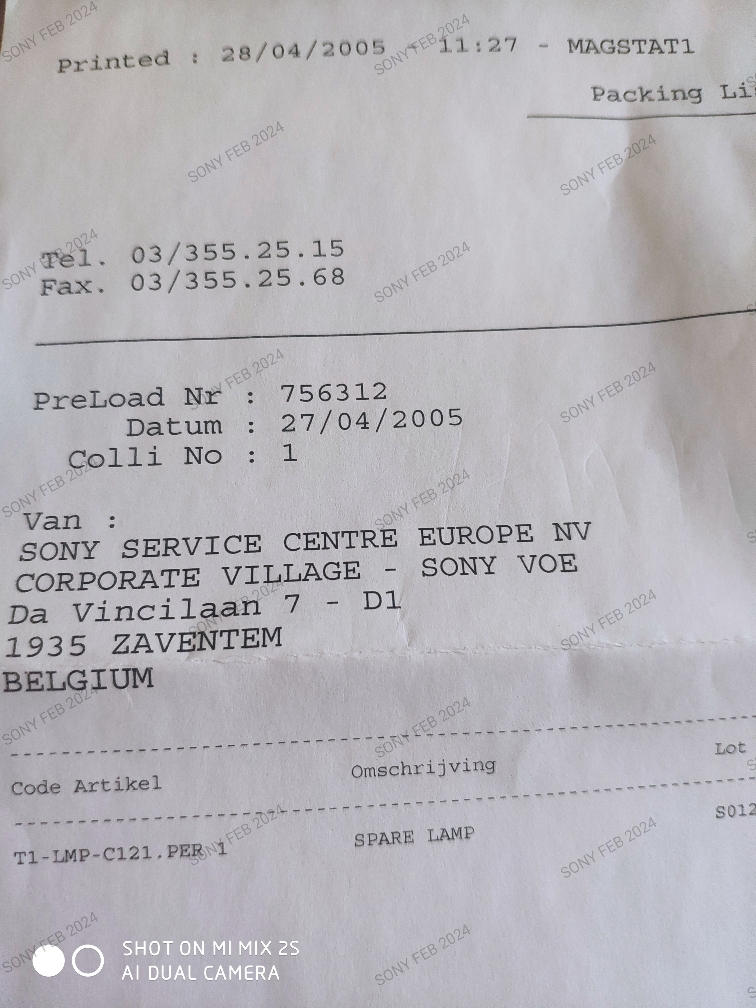 Printed : 28/04/2005 - 11:27 - MAGSTAT1
Packing Li
Tel. 03/355.25.15
Fax. 03/355.25.68
PreLoad Nr : 756312
Datum : 27/04/2005
Colli No : 1
Van :
SONY SERVICE CENTRE EUROPE NV
CORPORATE VILLAGE - SONY VOE
Da Vincilaan 7 - D1
1935 ZAVENTEM
BELGIUM
Code Artikel Omschrijving Lot
T1-LMP-C121.PER 1 SPARE LAMP S012
SHOT ON MI MIX 2S
AI DUAL CAMERA
SONY FEB 2024